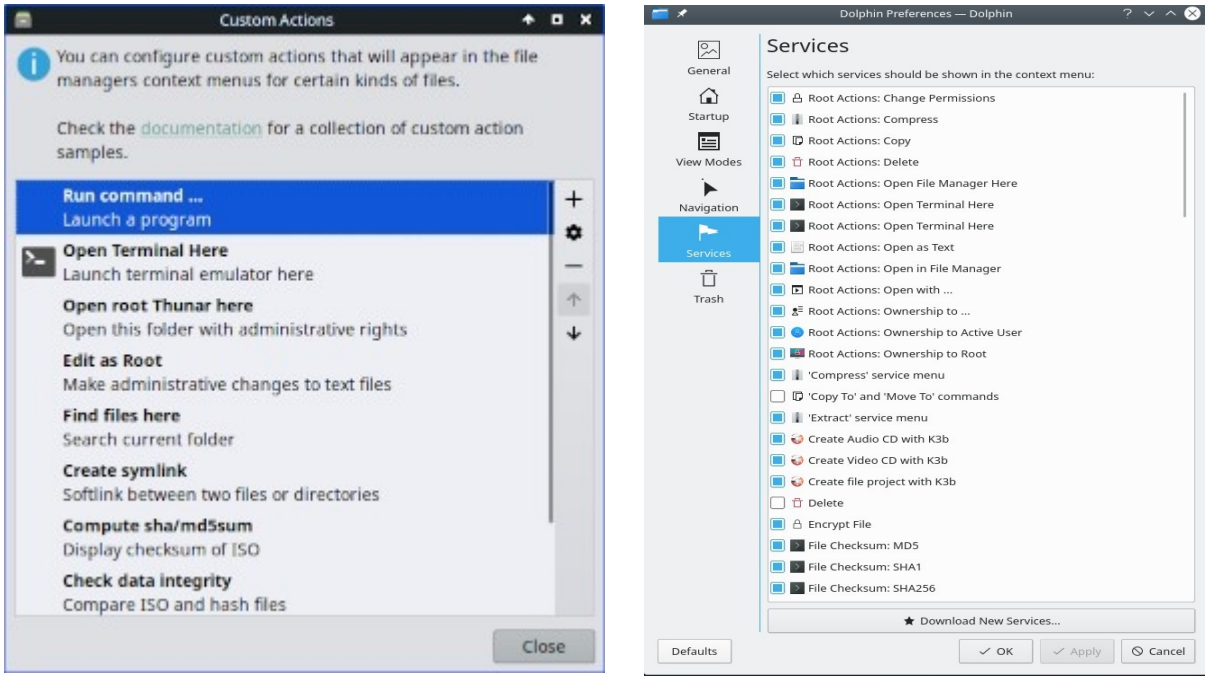 Custom Actions
You can configure custom actions that will appear in the file
managers context menus for certain kinds of files.
Check the documentation for a collection of custom action
samples.
Run command ...
Launch a program
Open Terminal Here
Launch terminal emulator here
Open root Thunar here
Open this folder with administrative rights
Edit as Root
Make administrative changes to text files
Find files here
Search current folder
Create symlink
Softlink between two files or directories
Compute sha/md5sum
Display checksum of ISO
Check data integrity
Compare ISO and hash files
Close
Dolphin Preferences — Dolphin
General
Startup
View Modes
Navigation
Services
Trash
Services
Select which services should be shown in the context menu:
Root Actions: Change Permissions
Root Actions: Compress
Root Actions: Copy
Root Actions: Delete
Root Actions: Open File Manager Here
Root Actions: Open Terminal Here
Root Actions: Open Terminal Here
Root Actions: Open as Text
Root Actions: Open in File Manager
Root Actions: Open with ...
Root Actions: Ownership to ...
Root Actions: Ownership to Active User
Root Actions: Ownership to Root
'Compress' service menu
'Copy To' and 'Move To' commands
'Extract' service menu
Create Audio CD with K3b
Create Video CD with K3b
Create file project with K3b
Delete
Encrypt File
File Checksum: MD5
File Checksum: SHA1
File Checksum: SHA256
Download New Services...
Defaults
OK
Apply
Cancel